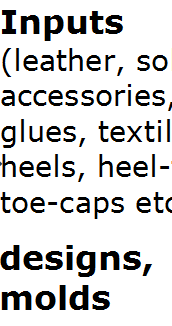 Inputs
(leather, so
accessories,
glues, textil
heels, heel-
toe-caps etc
designs,
molds